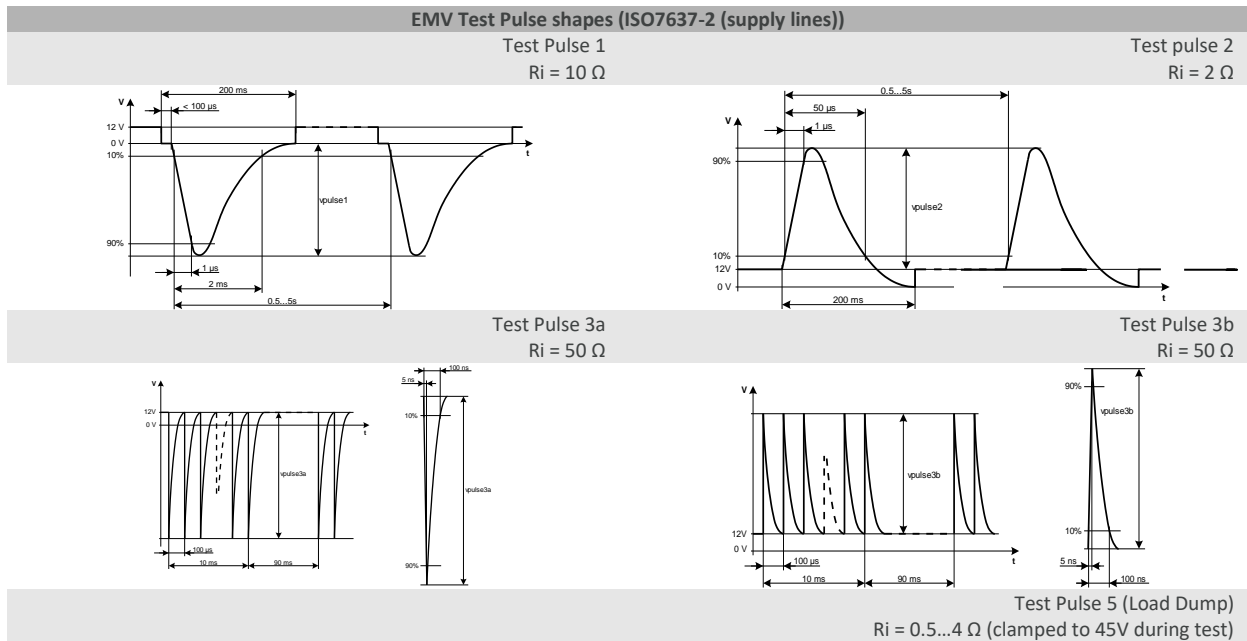 EMV Test Pulse shapes (ISO7637-2 (supply lines))
Test Pulse 1
Ri = 10 Ω
Test pulse 2
Ri = 2 Ω
200 ms
< 100 µs
V
12 V
0 V
10%
t
vpulse1
90%
1 µs
2 ms
0.5...5s
0.5...5s
50 µs
V
1 µs
90%
vpulse2
10%
12V
0 V
t
200 ms
Test Pulse 3a
Ri = 50 Ω
Test Pulse 3b
Ri = 50 Ω
V
12V
0 V
t
vpulse3a
100 µs
10 ms
90 ms
100 ns
5 ns
10%
vpulse3a
90%
V
vpulse3b
12V
0 V
t
100 µs
10 ms
90 ms
90%
vpulse3b
10%
5 ns
100 ns
Test Pulse 5 (Load Dump)
Ri = 0.5...4 Ω (clamped to 45V during test)